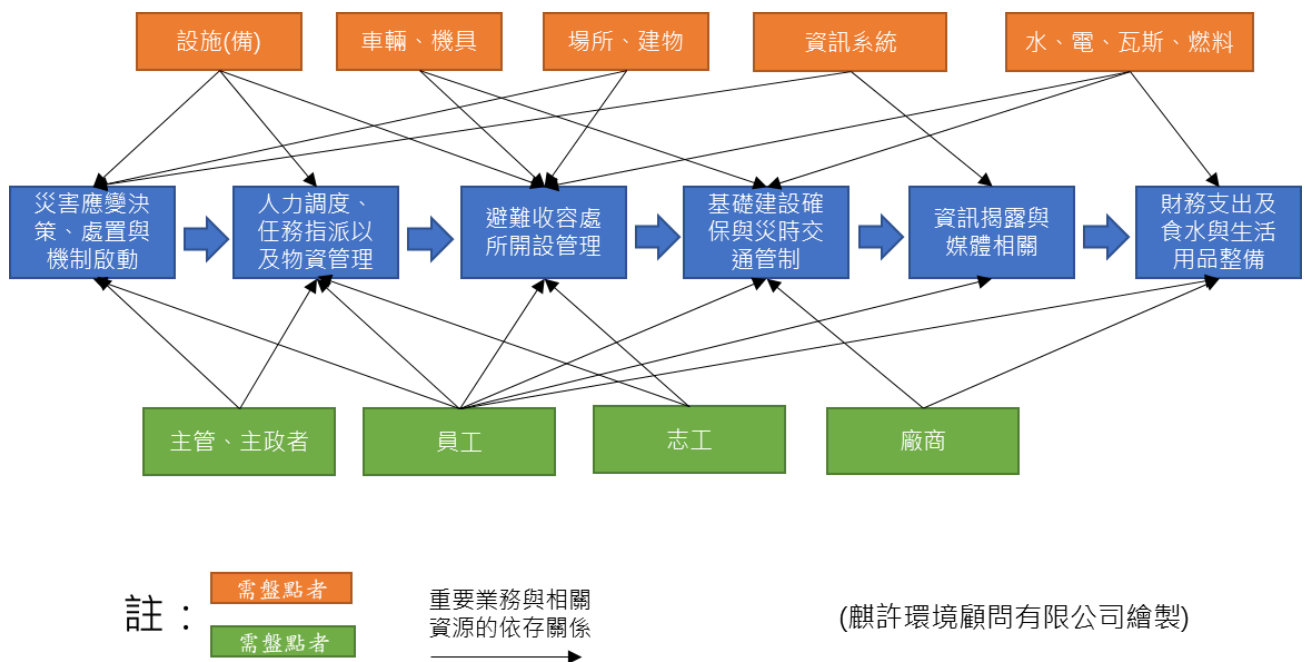 設施(備)
車輛、機具
場所、建物
資訊系統
水、電、瓦斯、燃料
災害應變決
策、處置與
機制啟動
人力調度、
任務指派以
及物資管理
避難收容處
所開設管理
基礎建設確
保與災時交
通管制
資訊揭露與
媒體相關
財務支出及
食水與生活
用品整備
主管、主政者
員工
志工
廠商
註：
需盤點者
需盤點者
重要業務與相關
資源的依存關係
(麒許環境顧問有限公司繪製)